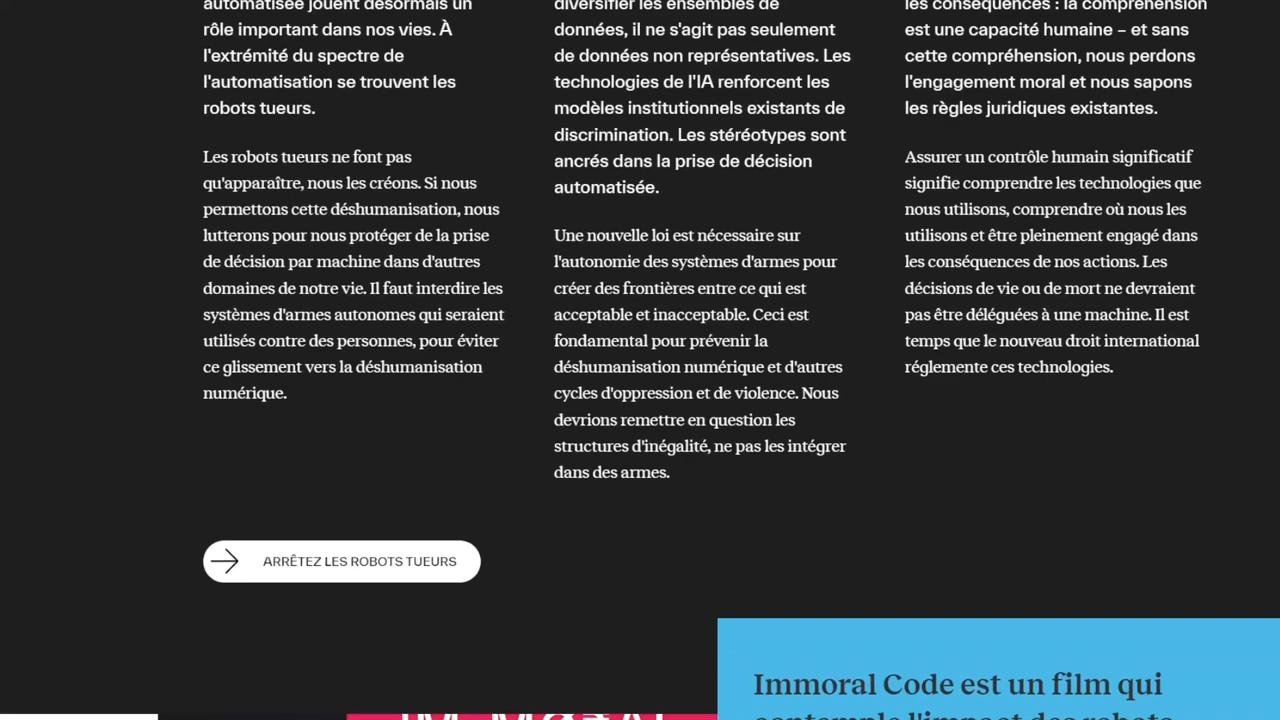 automatisée jouent désormais un
rôle important dans nos vies. À
l'extrémité du spectre de
l'automatisation se trouvent les
robots tueurs.
Les robots tueurs ne font pas
qu'apparaître, nous les créons. Si nous
permettons cette déshumanisation, nous
lutterons pour nous protéger de la prise
de décision par machine dans d'autres
domaines de notre vie. Il faut interdire les
systèmes d'armes autonomes qui seraient
utilisés contre des personnes, pour éviter
ce glissement vers la déshumanisation
numérique.
diversifier les ensembles de
données, il ne s'agit pas seulement
de données non représentatives. Les
technologies de l'IA renforcent les
modèles institutionnels existants de
discrimination. Les stéréotypes sont
ancrés dans la prise de décision
automatisée.
Une nouvelle loi est nécessaire sur
l'autonomie des systèmes d'armes pour
créer des frontières entre ce qui est
acceptable et inacceptable. Ceci est
fondamental pour prévenir la
déshumanisation numérique et d'autres
cycles d'oppression et de violence. Nous
devrions remettre en question les
structures d'inégalité, ne pas les intégrer
dans des armes.
les conséquences : la compréhension
est une capacité humaine – et sans
cette compréhension, nous perdons
l'engagement moral et nous sapons
les règles juridiques existantes.
Assurer un contrôle humain significatif
signifie comprendre les technologies que
nous utilisons, comprendre où nous les
utilisons et être pleinement engagé dans
les conséquences de nos actions. Les
décisions de vie ou de mort ne devraient
pas être déléguées à une machine. Il est
temps que le nouveau droit international
réglemente ces technologies.
ARRÊTEZ LES ROBOTS TUEURS
Immoral Code est un film qui
contemple l'impact des robots